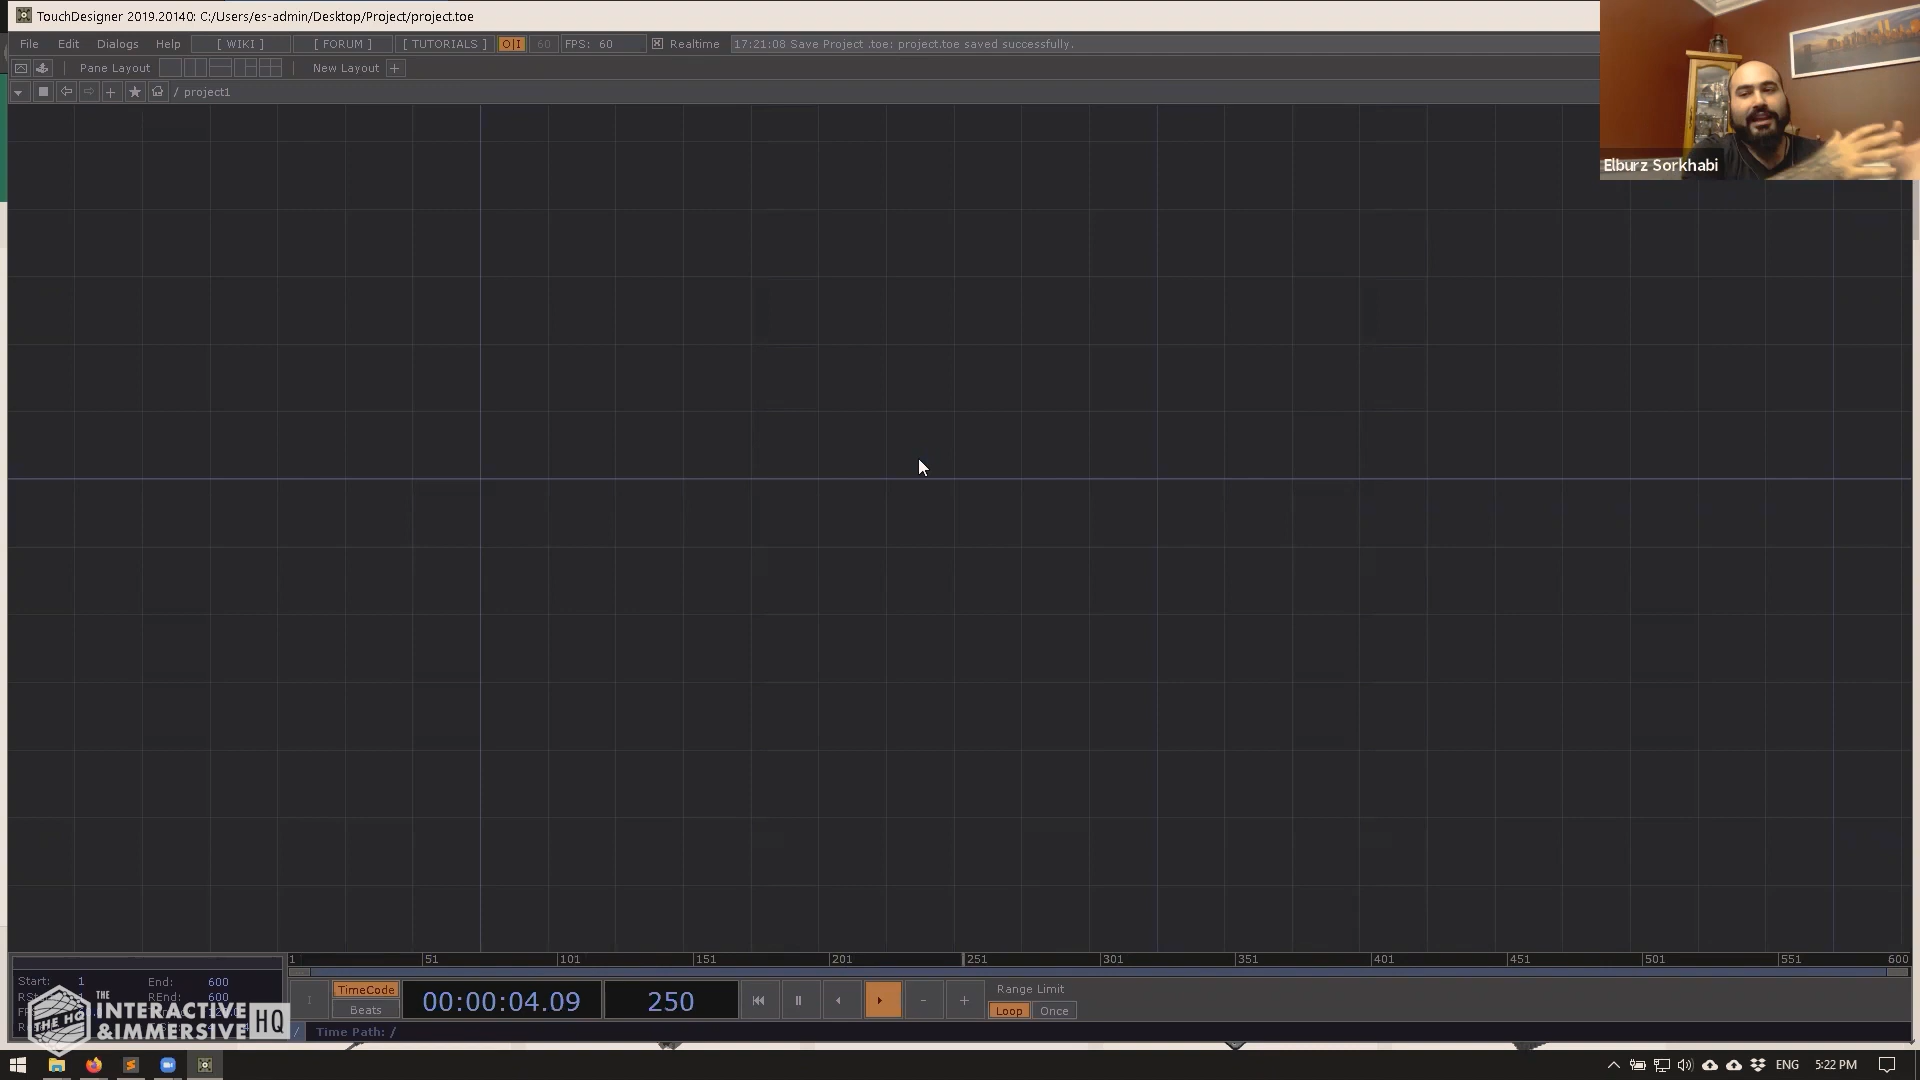 TouchDesigner 2019.20140: C:/Users/es-admin/Desktop/Project/project.toe
File Edit Dialogs Help [ WIKI ] [ FORUM ] [ TUTORIALS ] O|I 60 FPS: 60 Realtime 17:21:08 Save Project .toe: project.toe saved successfully.
Pane Layout New Layout +
/ project1
Elburz Sorkhabi
1 51 101 151 201 251 301 351 401 451 501 551 600
Start: 1 End: 600
REnd: 600
TimeCode
Beats
00:00:04.09
250
Range Limit
Loop Once
/ Time Path: /
THE INTERACTIVE & IMMERSIVE HQ
THE HQ
ENG 5:22 PM